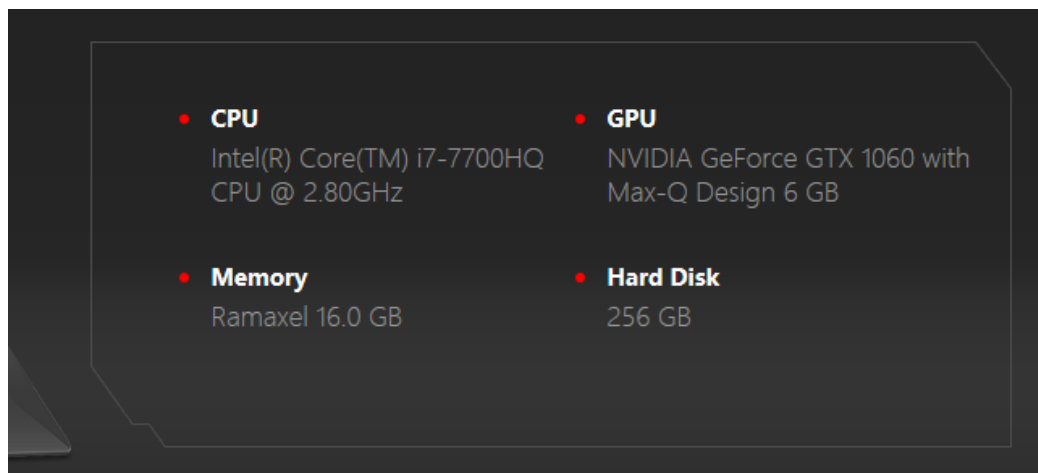 CPU
Intel(R) Core(TM) i7-7700HQ
CPU @ 2.80GHz
GPU
NVIDIA GeForce GTX 1060 with
Max-Q Design 6 GB
Memory
Ramaxel 16.0 GB
Hard Disk
256 GB